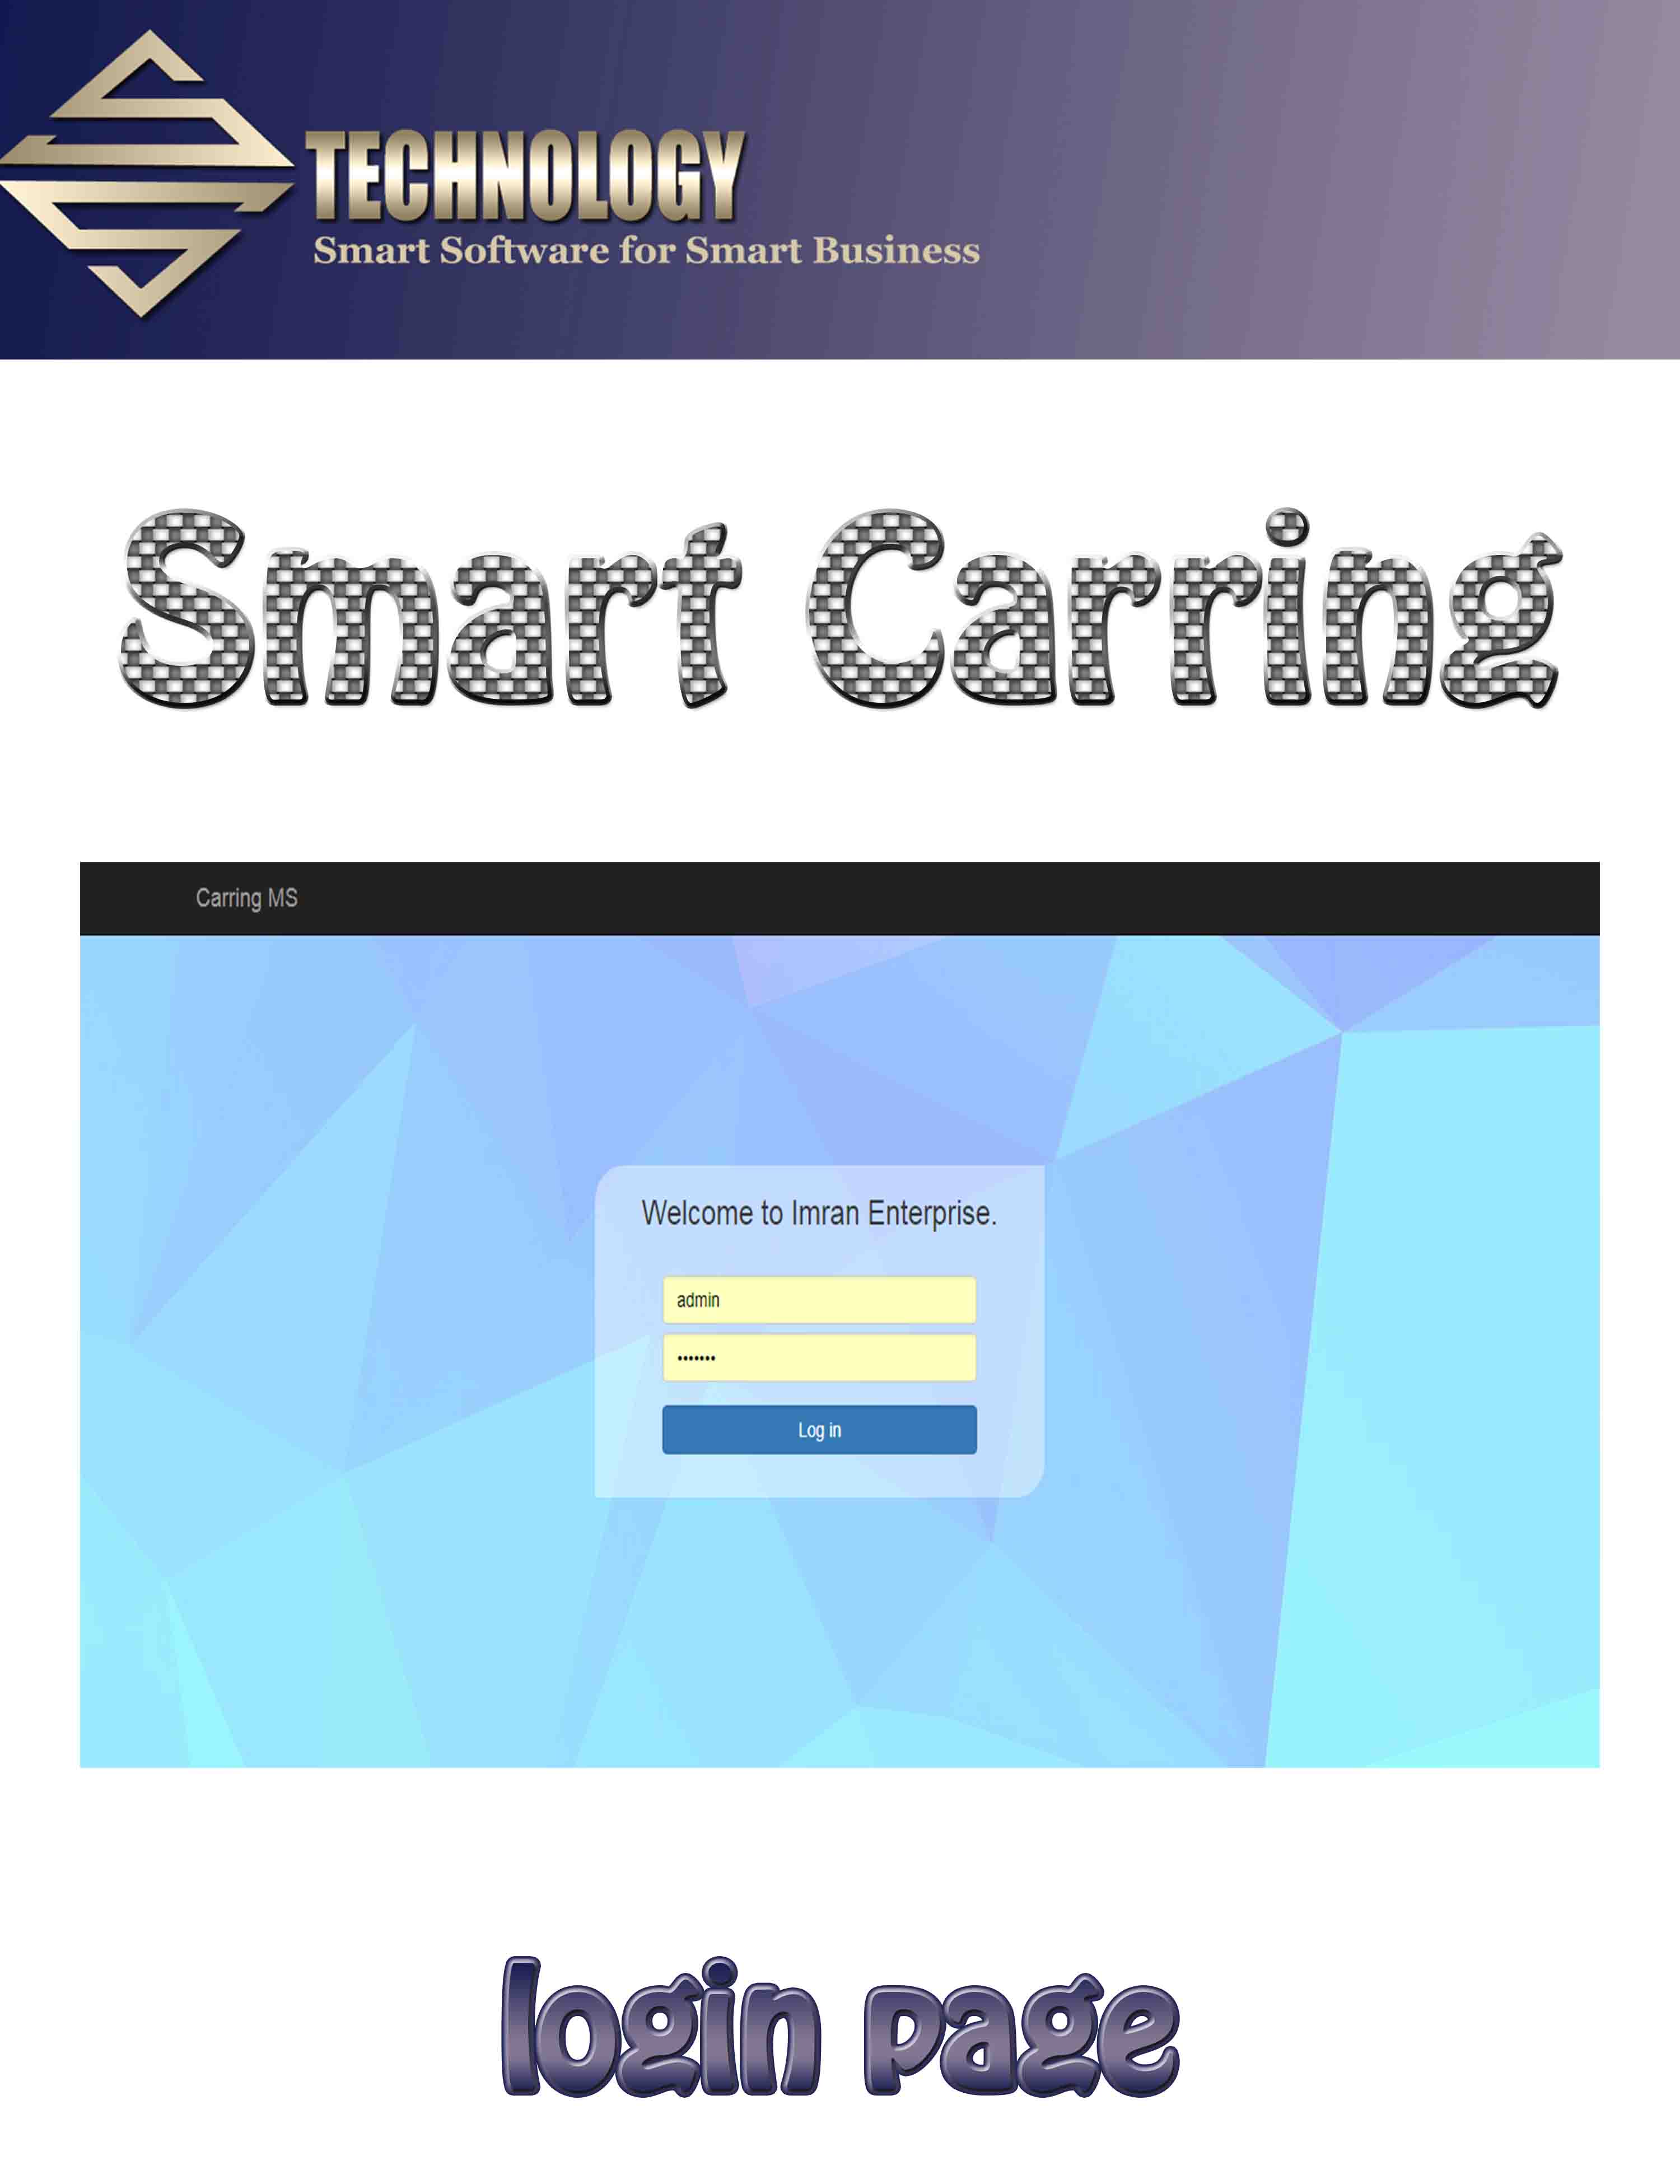 TECHNOLOGY
Smart Software for Smart Business
Smart Carring
Carring MS
Welcome to Imran Enterprise.
admin
•••••••
Log in
login page